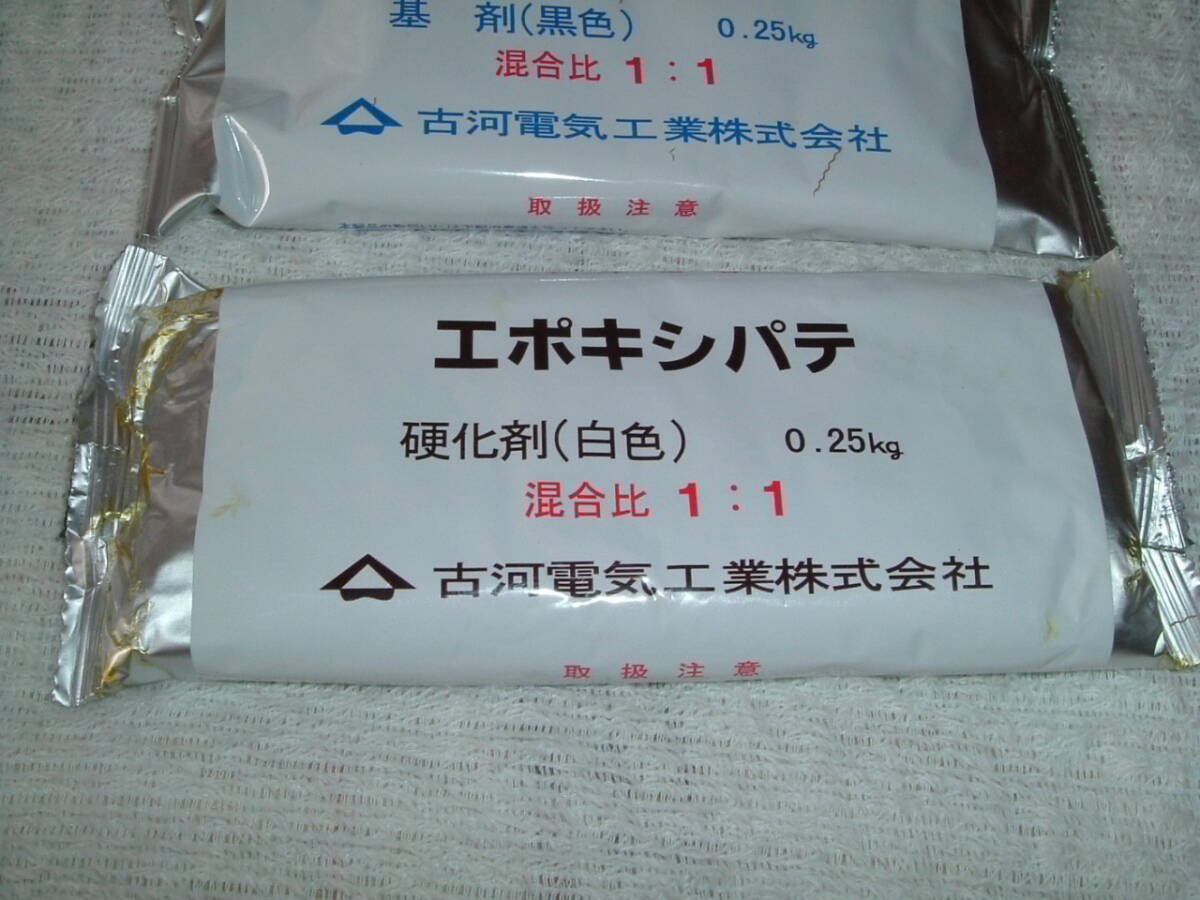 基 剤(黒色) 0.25kg
混合比 1:1
古河電気工業株式会社
取扱注意
エポキシパテ
硬化剤(白色) 0.25kg
混合比 1:1
古河電気工業株式会社
取扱注意